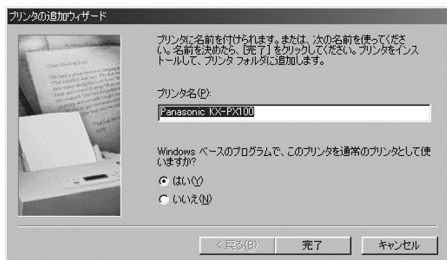 プリンタの追加ウィザード
プリンタに名前を付けられます。または、次の名前を使ってくださ
い。名前を決めたら、[完了] をクリックしてください。プリンタをインス
トールして、プリンタ フォルダに追加します。
プリンタ名(P):
Panasonic KX-PX100
Windows ベースのプログラムで、このプリンタを通常のプリンタとして使
いますか?
はい(Y)
いいえ(N)
< 戻る(B)
完了
キャンセル